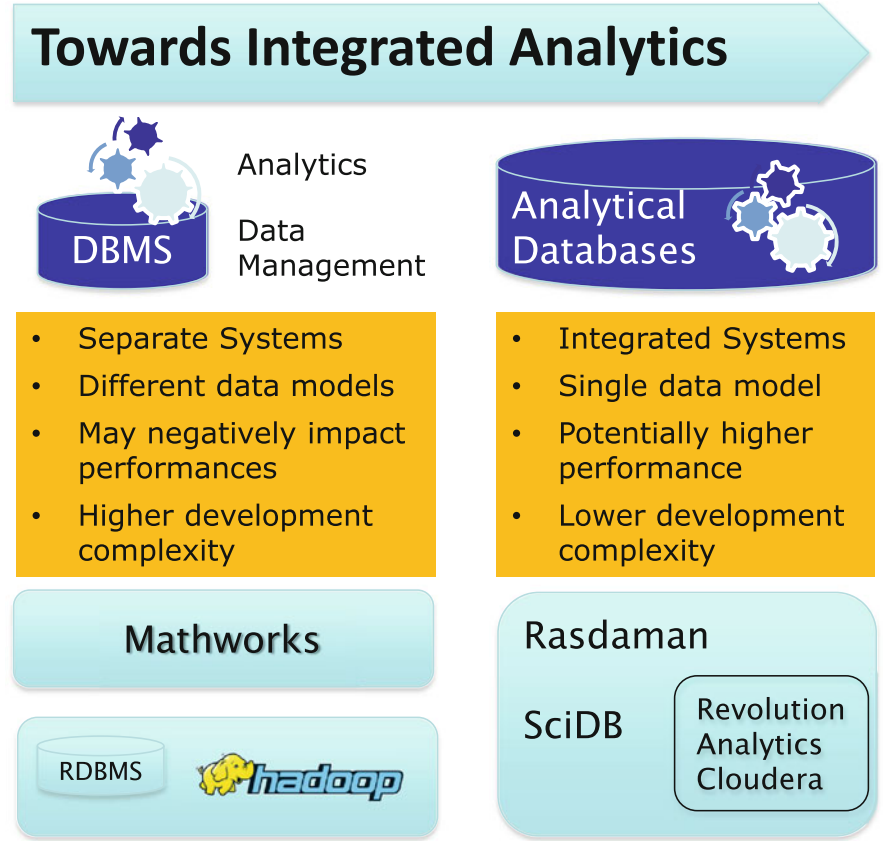 Towards Integrated Analytics
Analytics
Data
Management
DBMS
• Separate Systems
• Different data models
• May negatively impact
performances
• Higher development
complexity
Mathworks
RDBMS
hadoop
Analytical
Databases
• Integrated Systems
• Single data model
• Potentially higher
performance
• Lower development
complexity
Rasdaman
SciDB
Revolution
Analytics
Cloudera